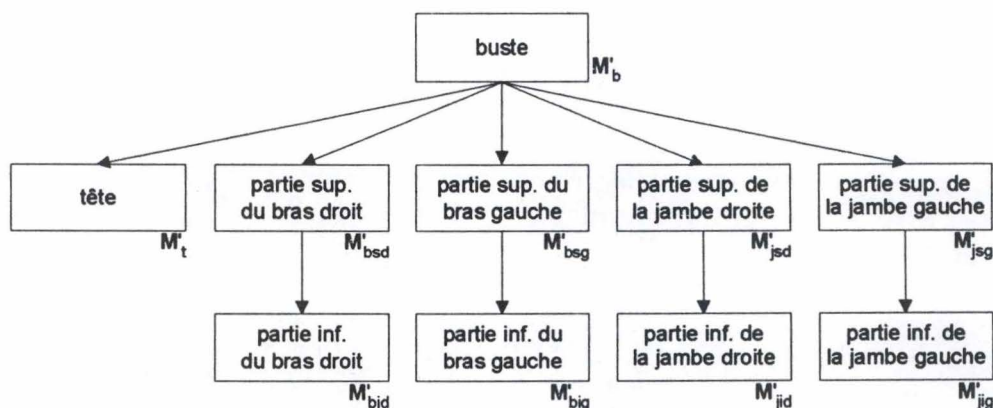 buste
M'b
tête
partie sup.
du bras droit
partie sup. du
bras gauche
partie sup. de
la jambe droite
partie sup. de
la jambe gauche
M't
M'bsd
M'bsg
M'jsd
M'jsg
partie inf.
du bras droit
partie inf. du
bras gauche
partie inf. de
la jambe droite
partie inf. de
la jambe gauche
M'bid
M'big
M'jid
M'jig